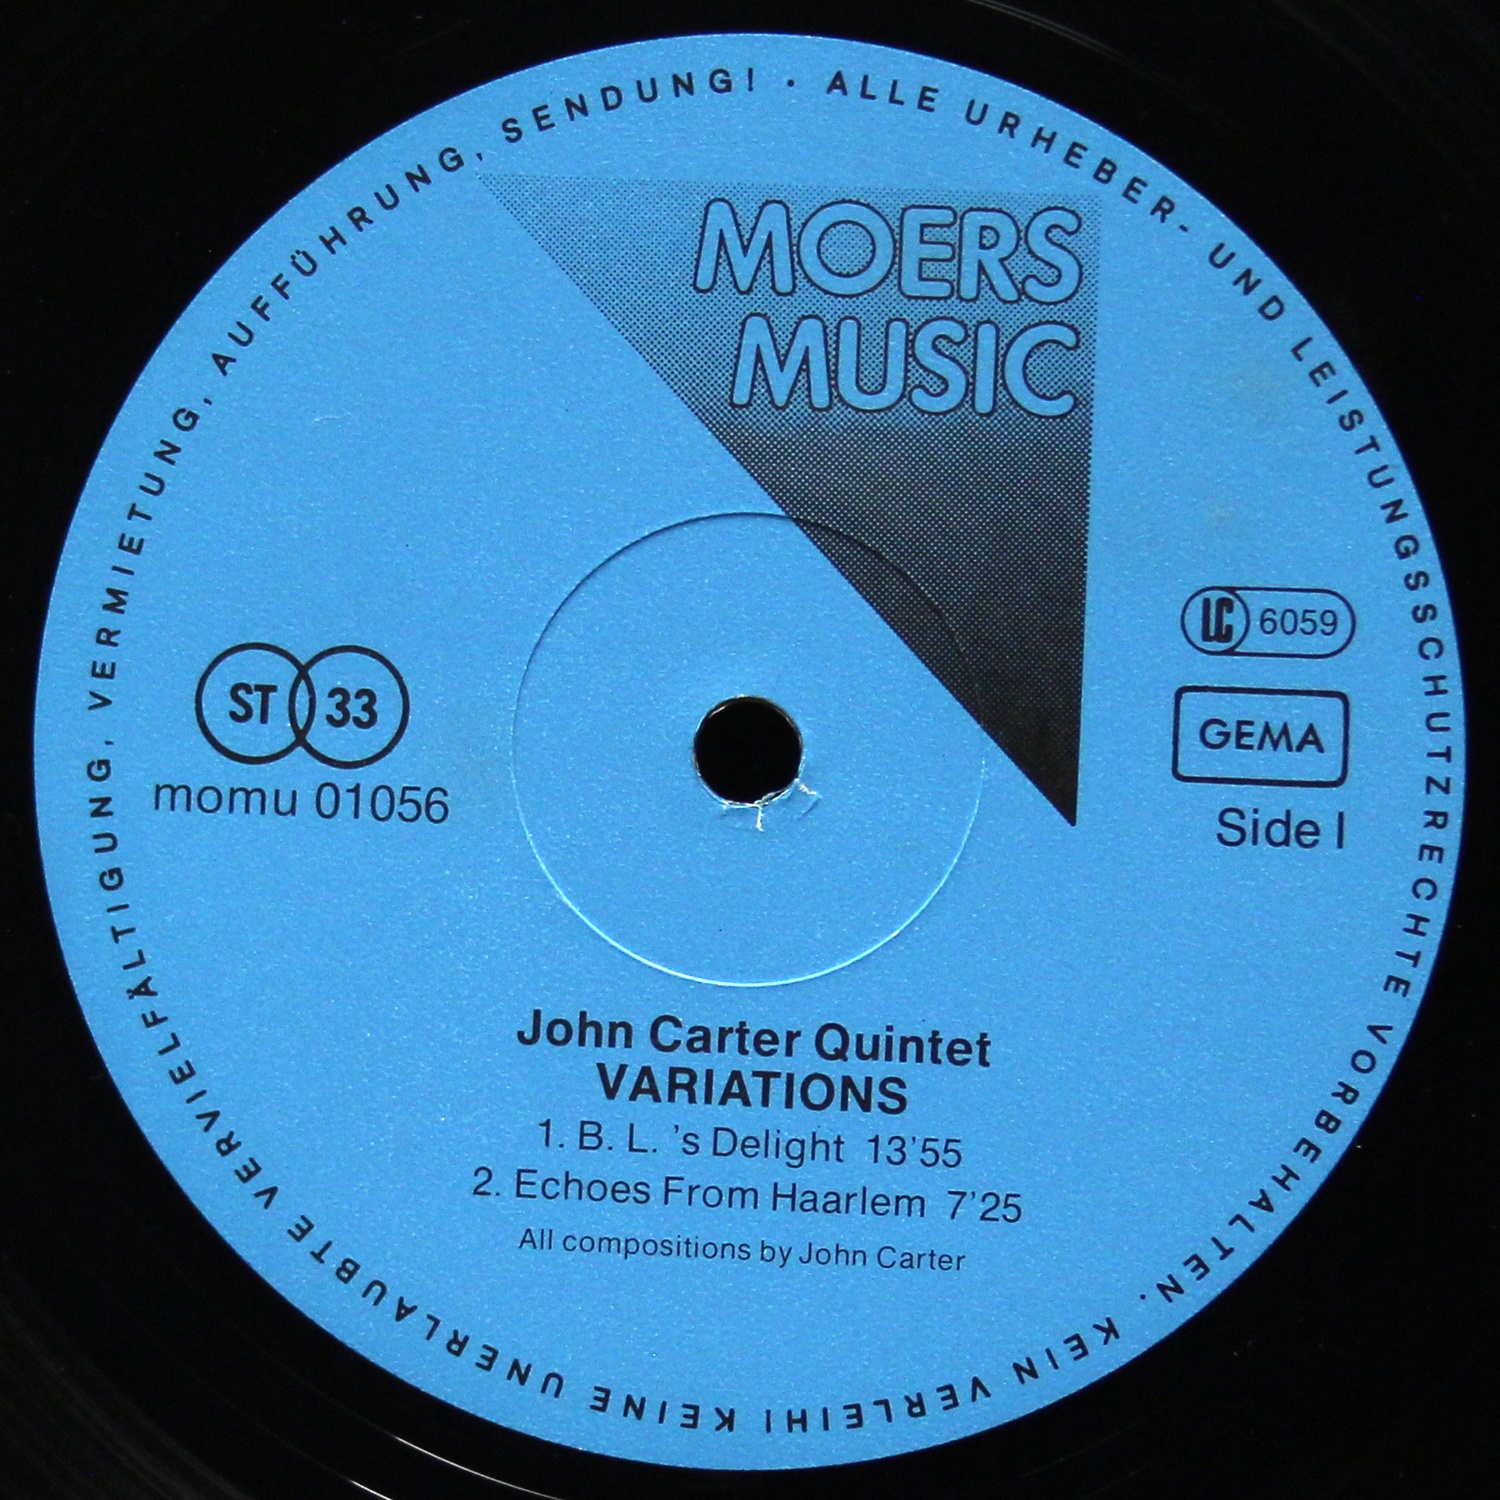 ALLE URHEBER- UND LEISTUNGSSCHUTZRECHTE VORBEHALTEN. KEIN VERLEIH! KEINE UNERLAUBTE VERVIELFÄLTIGUNG, VERMIETUNG, AUFFÜHRUNG, SENDUNG! ·
MOERS
MUSIC
LC 6059
ST 33
GEMA
momu 01056
Side I
John Carter Quintet
VARIATIONS
1. B. L. 's Delight 13'55
2. Echoes From Haarlem 7'25
All compositions by John Carter